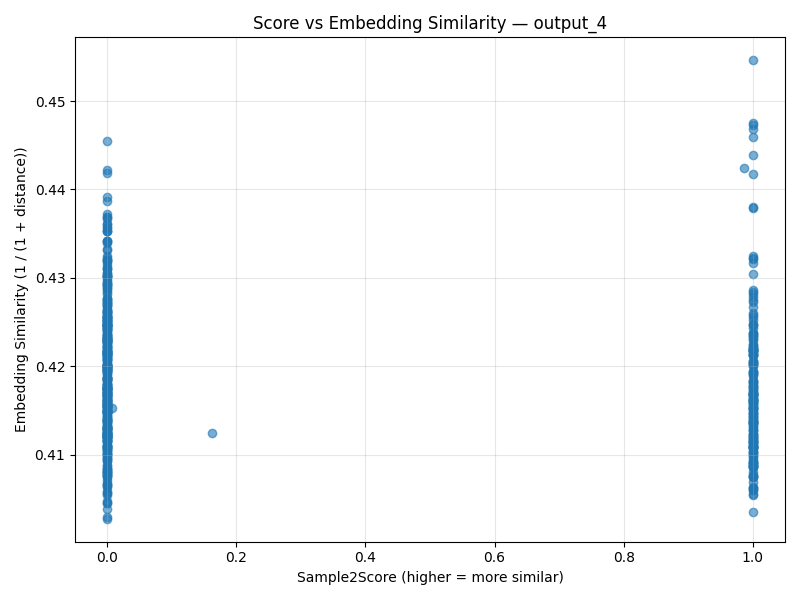 Score vs Embedding Similarity — output_4
Embedding Similarity (1 / (1 + distance))
0.45
0.44
0.43
0.42
0.41
0.0 0.2 0.4 0.6 0.8 1.0
Sample2Score (higher = more similar)